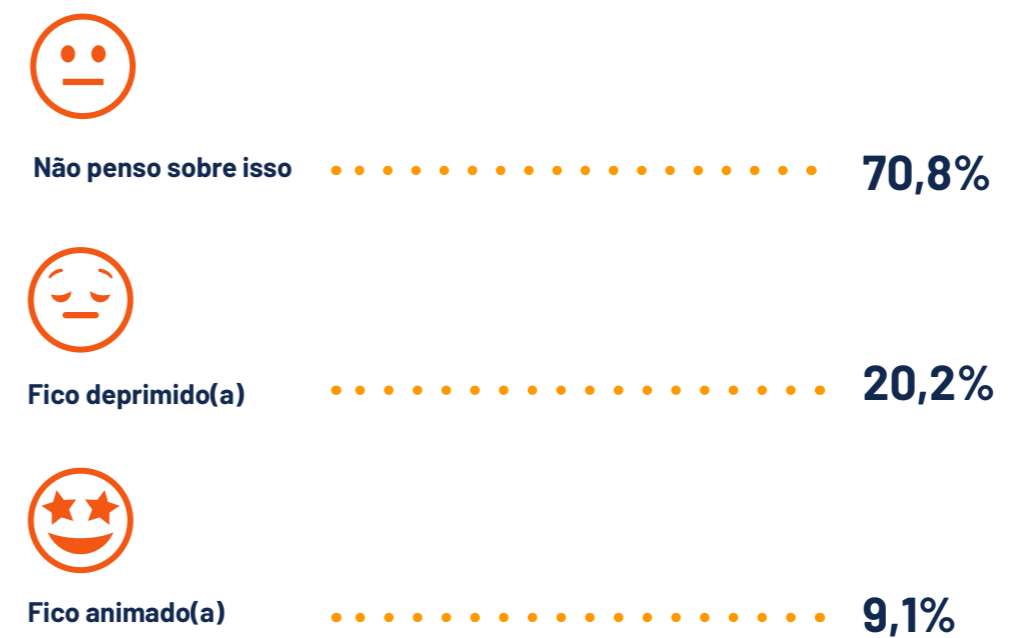 Não penso sobre isso 70,8%
Fico deprimido(a) 20,2%
Fico animado(a) 9,1%